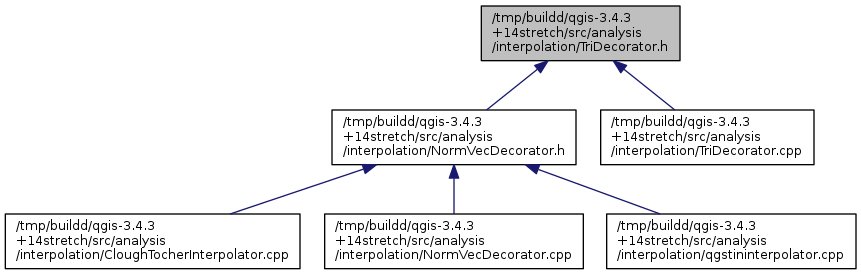 /tmp/buildd/qgis-3.4.3
+14stretch/src/analysis
/interpolation/TriDecorator.h
/tmp/buildd/qgis-3.4.3
+14stretch/src/analysis
/interpolation/NormVecDecorator.h
/tmp/buildd/qgis-3.4.3
+14stretch/src/analysis
/interpolation/TriDecorator.cpp
/tmp/buildd/qgis-3.4.3
+14stretch/src/analysis
/interpolation/CloughTocherInterpolator.cpp
/tmp/buildd/qgis-3.4.3
+14stretch/src/analysis
/interpolation/NormVecDecorator.cpp
/tmp/buildd/qgis-3.4.3
+14stretch/src/analysis
/interpolation/qgstininterpolator.cpp